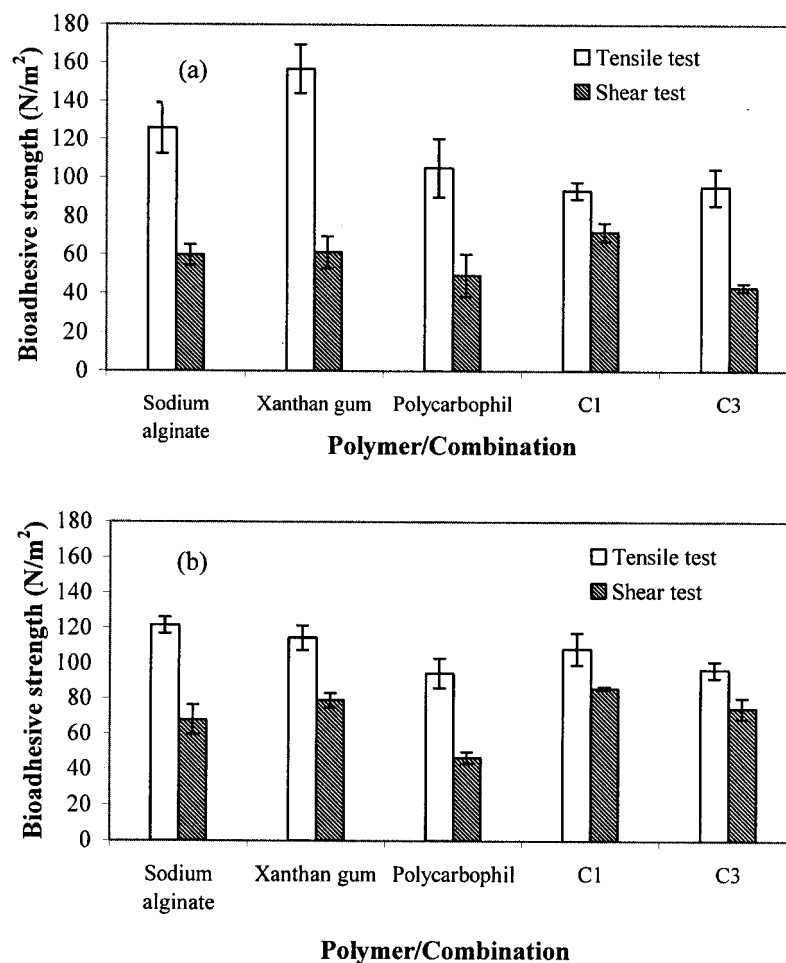 180
160
140
120
100
80
60
40
20
0
Bioadhesive strength (N/m²)
(a)
Tensile test
Shear test
Sodium alginate
Xanthan gum
Polycarbophil
C1
C3
Polymer/Combination
180
160
140
120
100
80
60
40
20
0
Bioadhesive strength (N/m²)
(b)
Tensile test
Shear test
Sodium alginate
Xanthan gum
Polycarbophil
C1
C3
Polymer/Combination